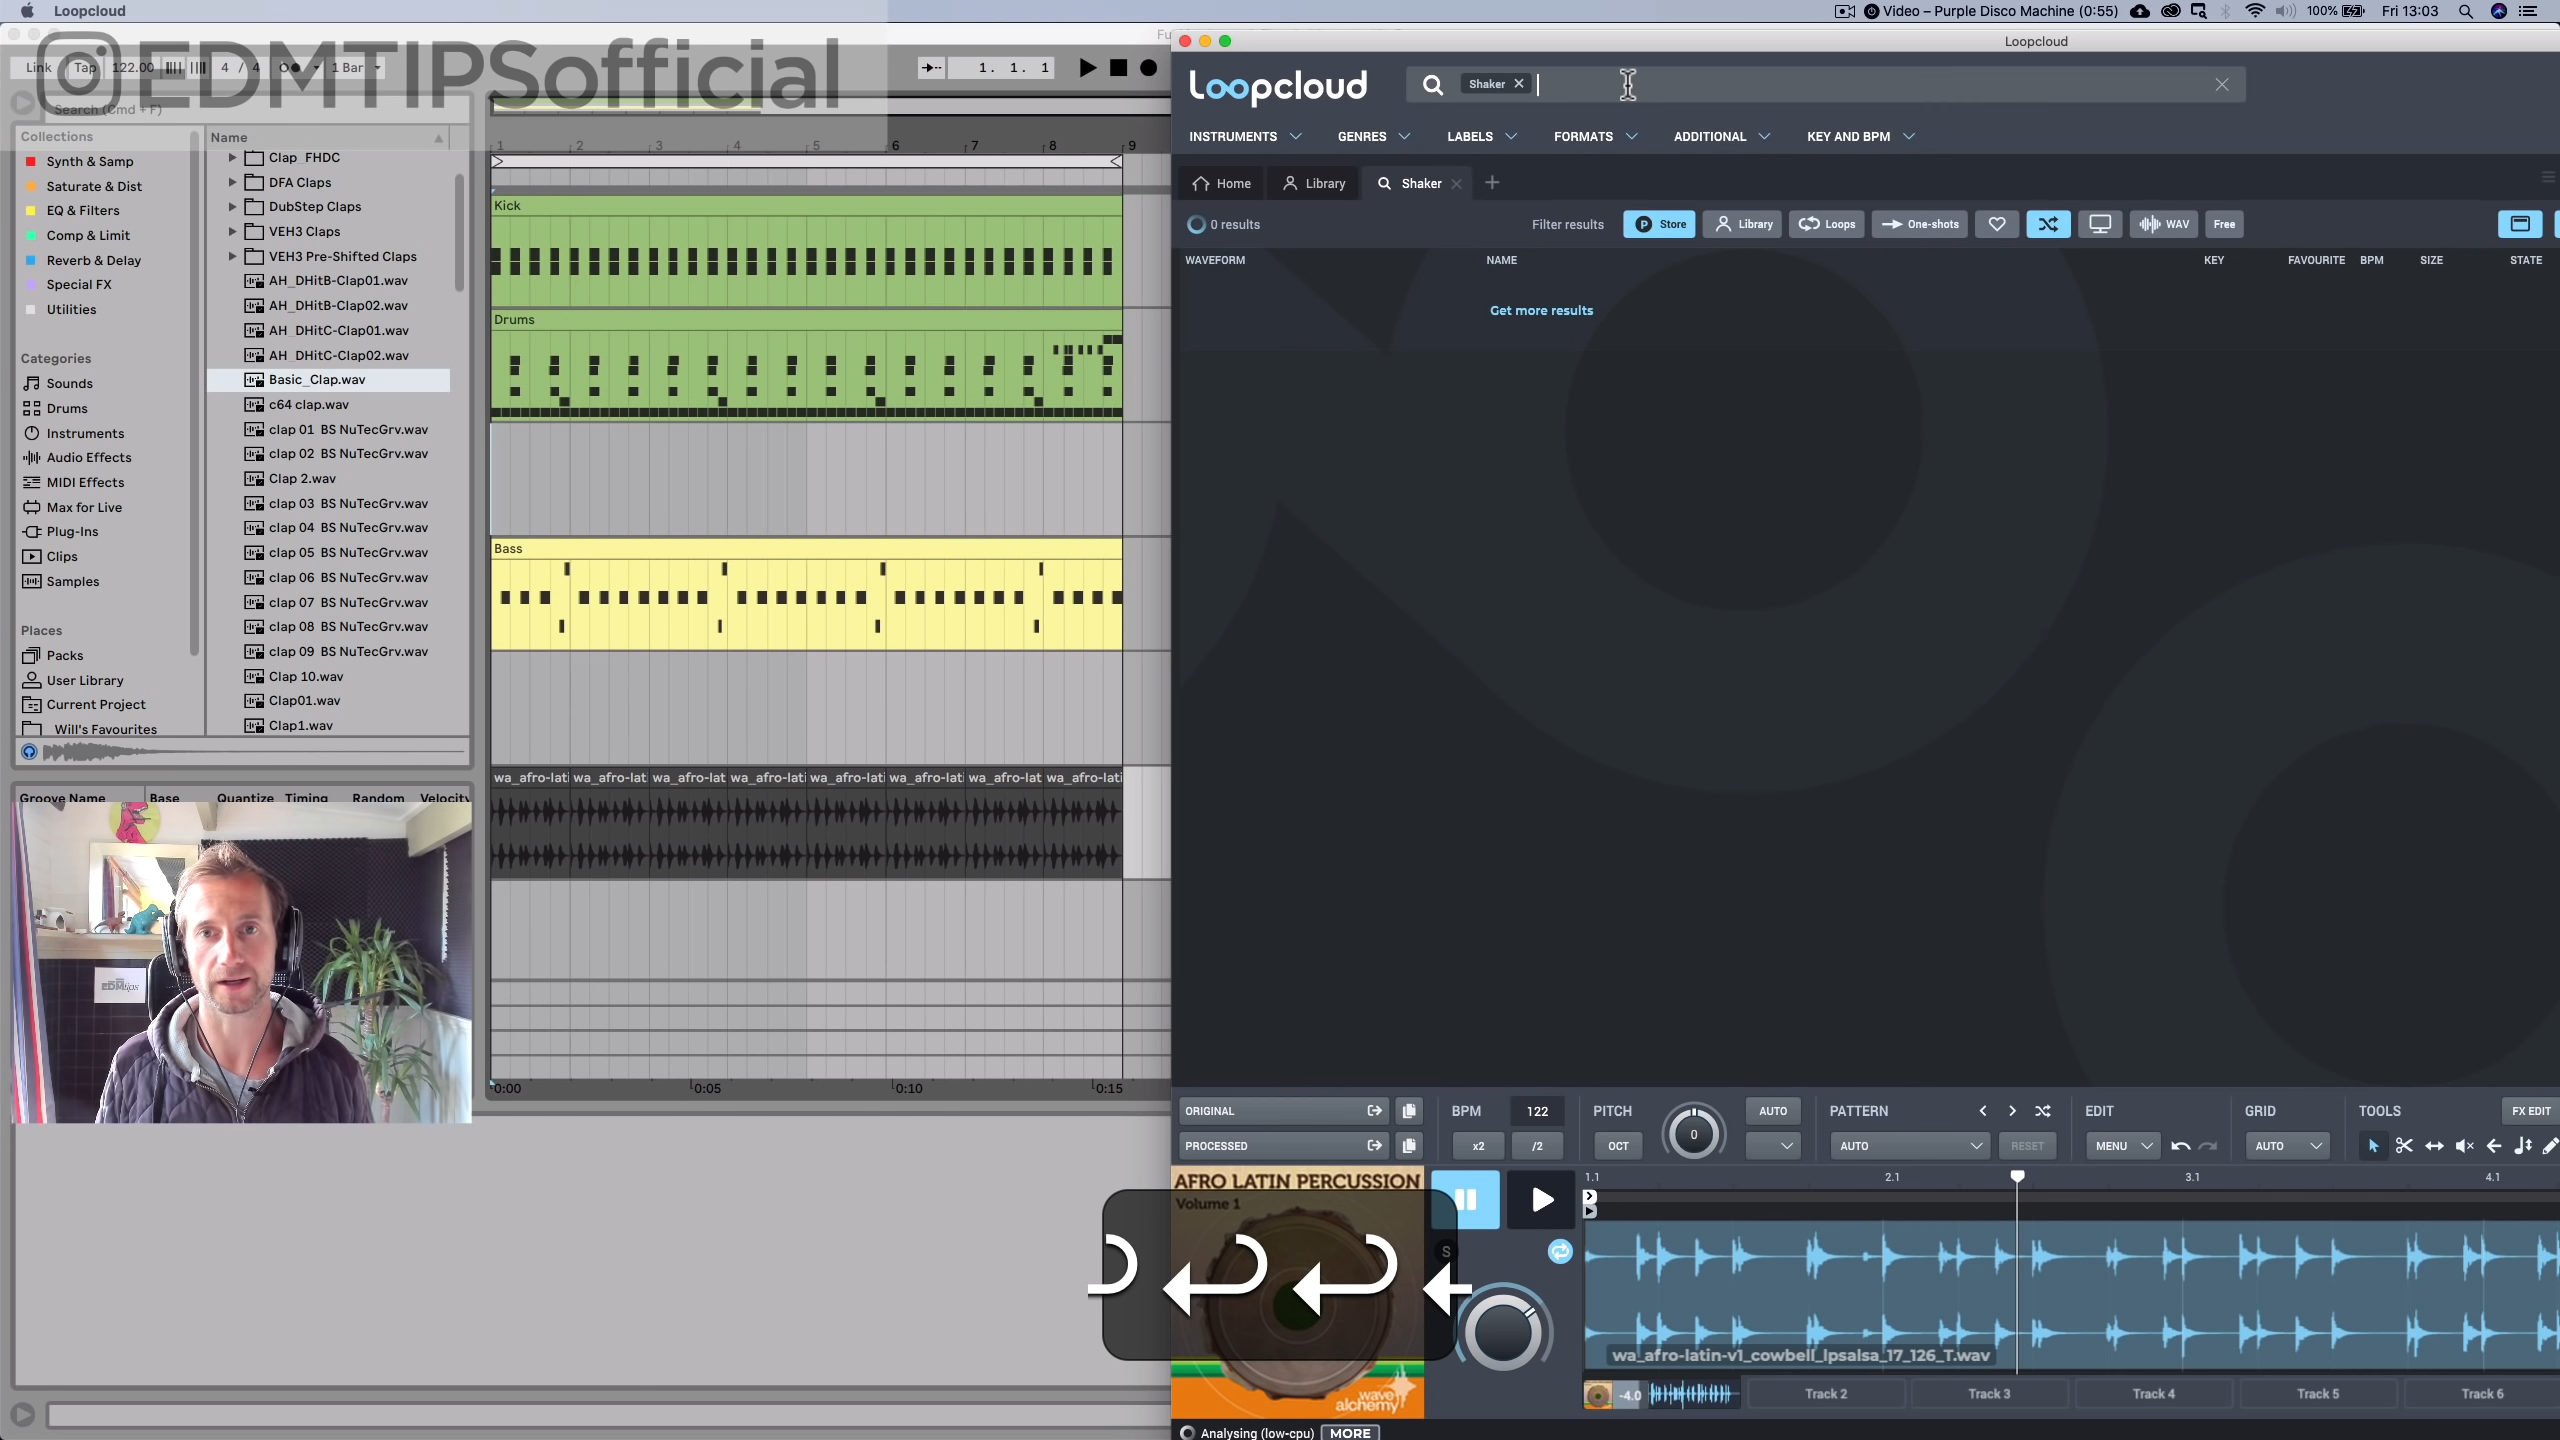 Loopcloud
Video – Purple Disco Machine (0:55)
100%
Fri 13:03
EDMTIPSofficial
Link
Tap
122.00
4 / 4
1 Bar
1. 1. 1
Search (Cmd + F)
Collections
Synth & Samp
Saturate & Dist
EQ & Filters
Comp & Limit
Reverb & Delay
Special FX
Utilities
Categories
Sounds
Drums
Instruments
Audio Effects
MIDI Effects
Max for Live
Plug-Ins
Clips
Samples
Places
Packs
User Library
Current Project
Will's Favourites
Name
Clap_FHDC
DFA Claps
DubStep Claps
VEH3 Claps
VEH3 Pre-Shifted Claps
AH_DHitB-Clap01.wav
AH_DHitB-Clap02.wav
AH_DHitC-Clap01.wav
AH_DHitC-Clap02.wav
Basic_Clap.wav
c64 clap.wav
clap 01 BS NuTecGrv.wav
clap 02 BS NuTecGrv.wav
Clap 2.wav
clap 03 BS NuTecGrv.wav
clap 04 BS NuTecGrv.wav
clap 05 BS NuTecGrv.wav
clap 06 BS NuTecGrv.wav
clap 07 BS NuTecGrv.wav
clap 08 BS NuTecGrv.wav
clap 09 BS NuTecGrv.wav
Clap 10.wav
Clap01.wav
Clap1.wav
Groove Name Base Quantize Timing Random Velocity
EDMtips
1 2 3 4 5 6 7 8 9
Kick
Drums
Bass
wa_afro-lati wa_afro-lat wa_afro-lat wa_afro-lati wa_afro-lati wa_afro-lat wa_afro-lat wa_afro-lati
0:00 0:05 0:10 0:15
Loopcloud
Loopcloud
Shaker
INSTRUMENTS
GENRES
LABELS
FORMATS
ADDITIONAL
KEY AND BPM
Home
Library
Shaker
0 results
Filter results
Store
Library
Loops
One-shots
WAV
Free
WAVEFORM
NAME
KEY
FAVOURITE
BPM
SIZE
STATE
Get more results
ORIGINAL
BPM
122
PITCH
0
AUTO
PATTERN
EDIT
GRID
TOOLS
FX EDIT
PROCESSED
x2
/2
OCT
AUTO
RESET
MENU
AUTO
AFRO LATIN PERCUSSION
Volume 1
wave alchemy
S
1.1
2.1
3.1
4.1
wa_afro-latin-v1_cowbell_lpsalsa_17_126_T.wav
-4.0
Track 2
Track 3
Track 4
Track 5
Track 6
Analysing (low-cpu)
MORE